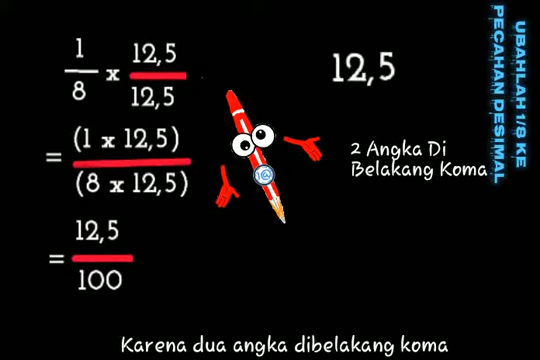 1/8 x 12,5/12,5
= (1 x 12,5)/(8 x 12,5)
= 12,5/100
12,5
2 Angka Di
Belakang Koma
UBAHLAH 1/8 KE
PECAHAN DESIMAL
Karena dua angka dibelakang koma